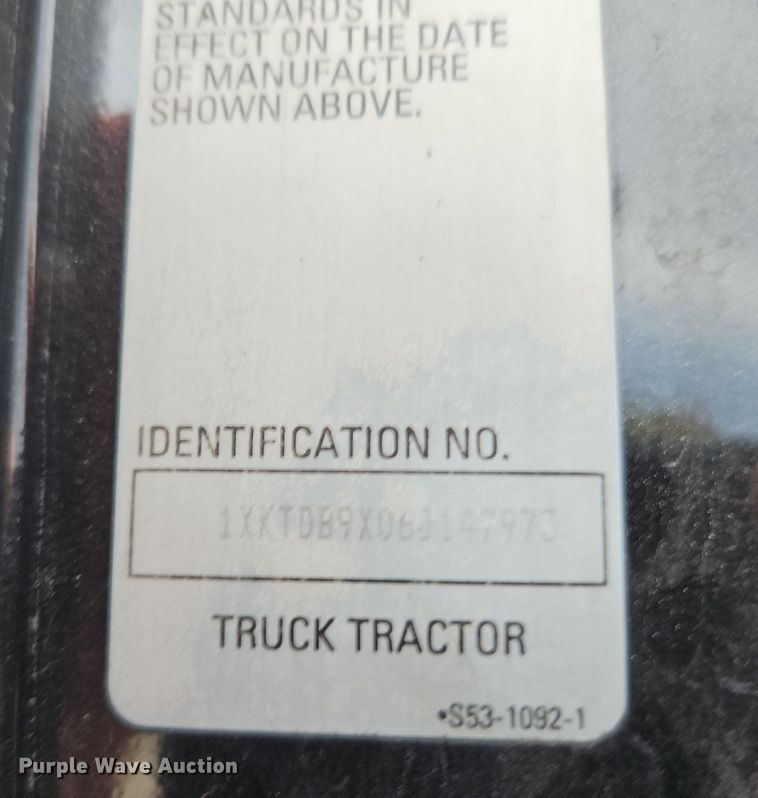 STANDARDS IN
EFFECT ON THE DATE
OF MANUFACTURE
SHOWN ABOVE.
IDENTIFICATION NO.
1XKTDB9X06J147973
TRUCK TRACTOR
•S53-1092-1
Purple Wave Auction